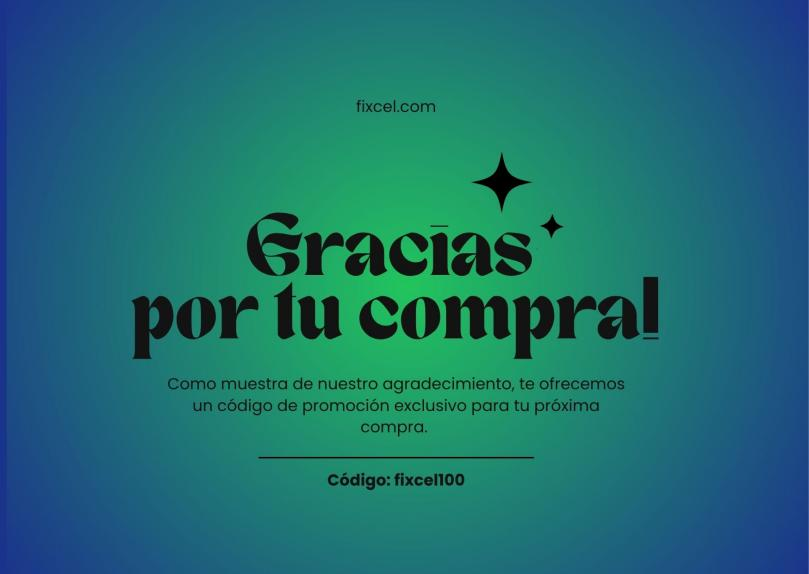 fixcel.com
Gracias
por tu compra!
Como muestra de nuestro agradecimiento, te ofrecemos
un código de promoción exclusivo para tu próxima
compra.
Código: fixcel100